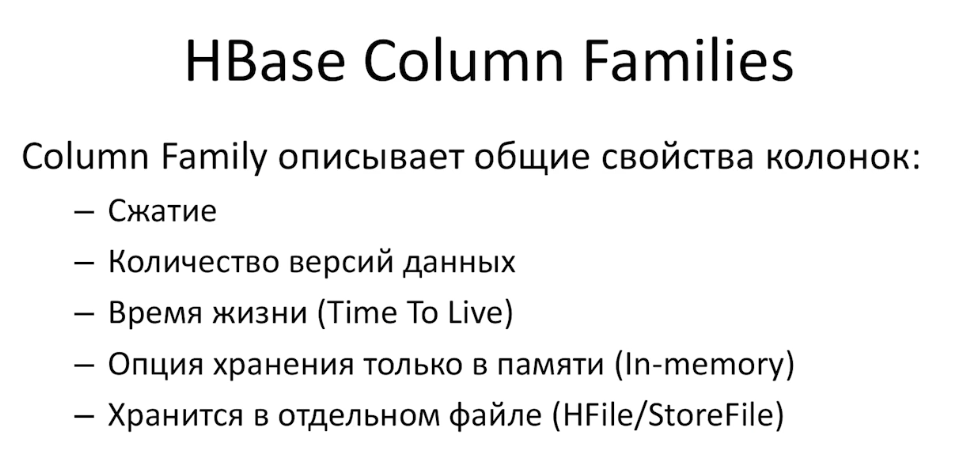 HBase Column Families
Column Family описывает общие свойства колонок:
– Сжатие
– Количество версий данных
– Время жизни (Time To Live)
– Опция хранения только в памяти (In-memory)
– Хранится в отдельном файле (HFile/StoreFile)